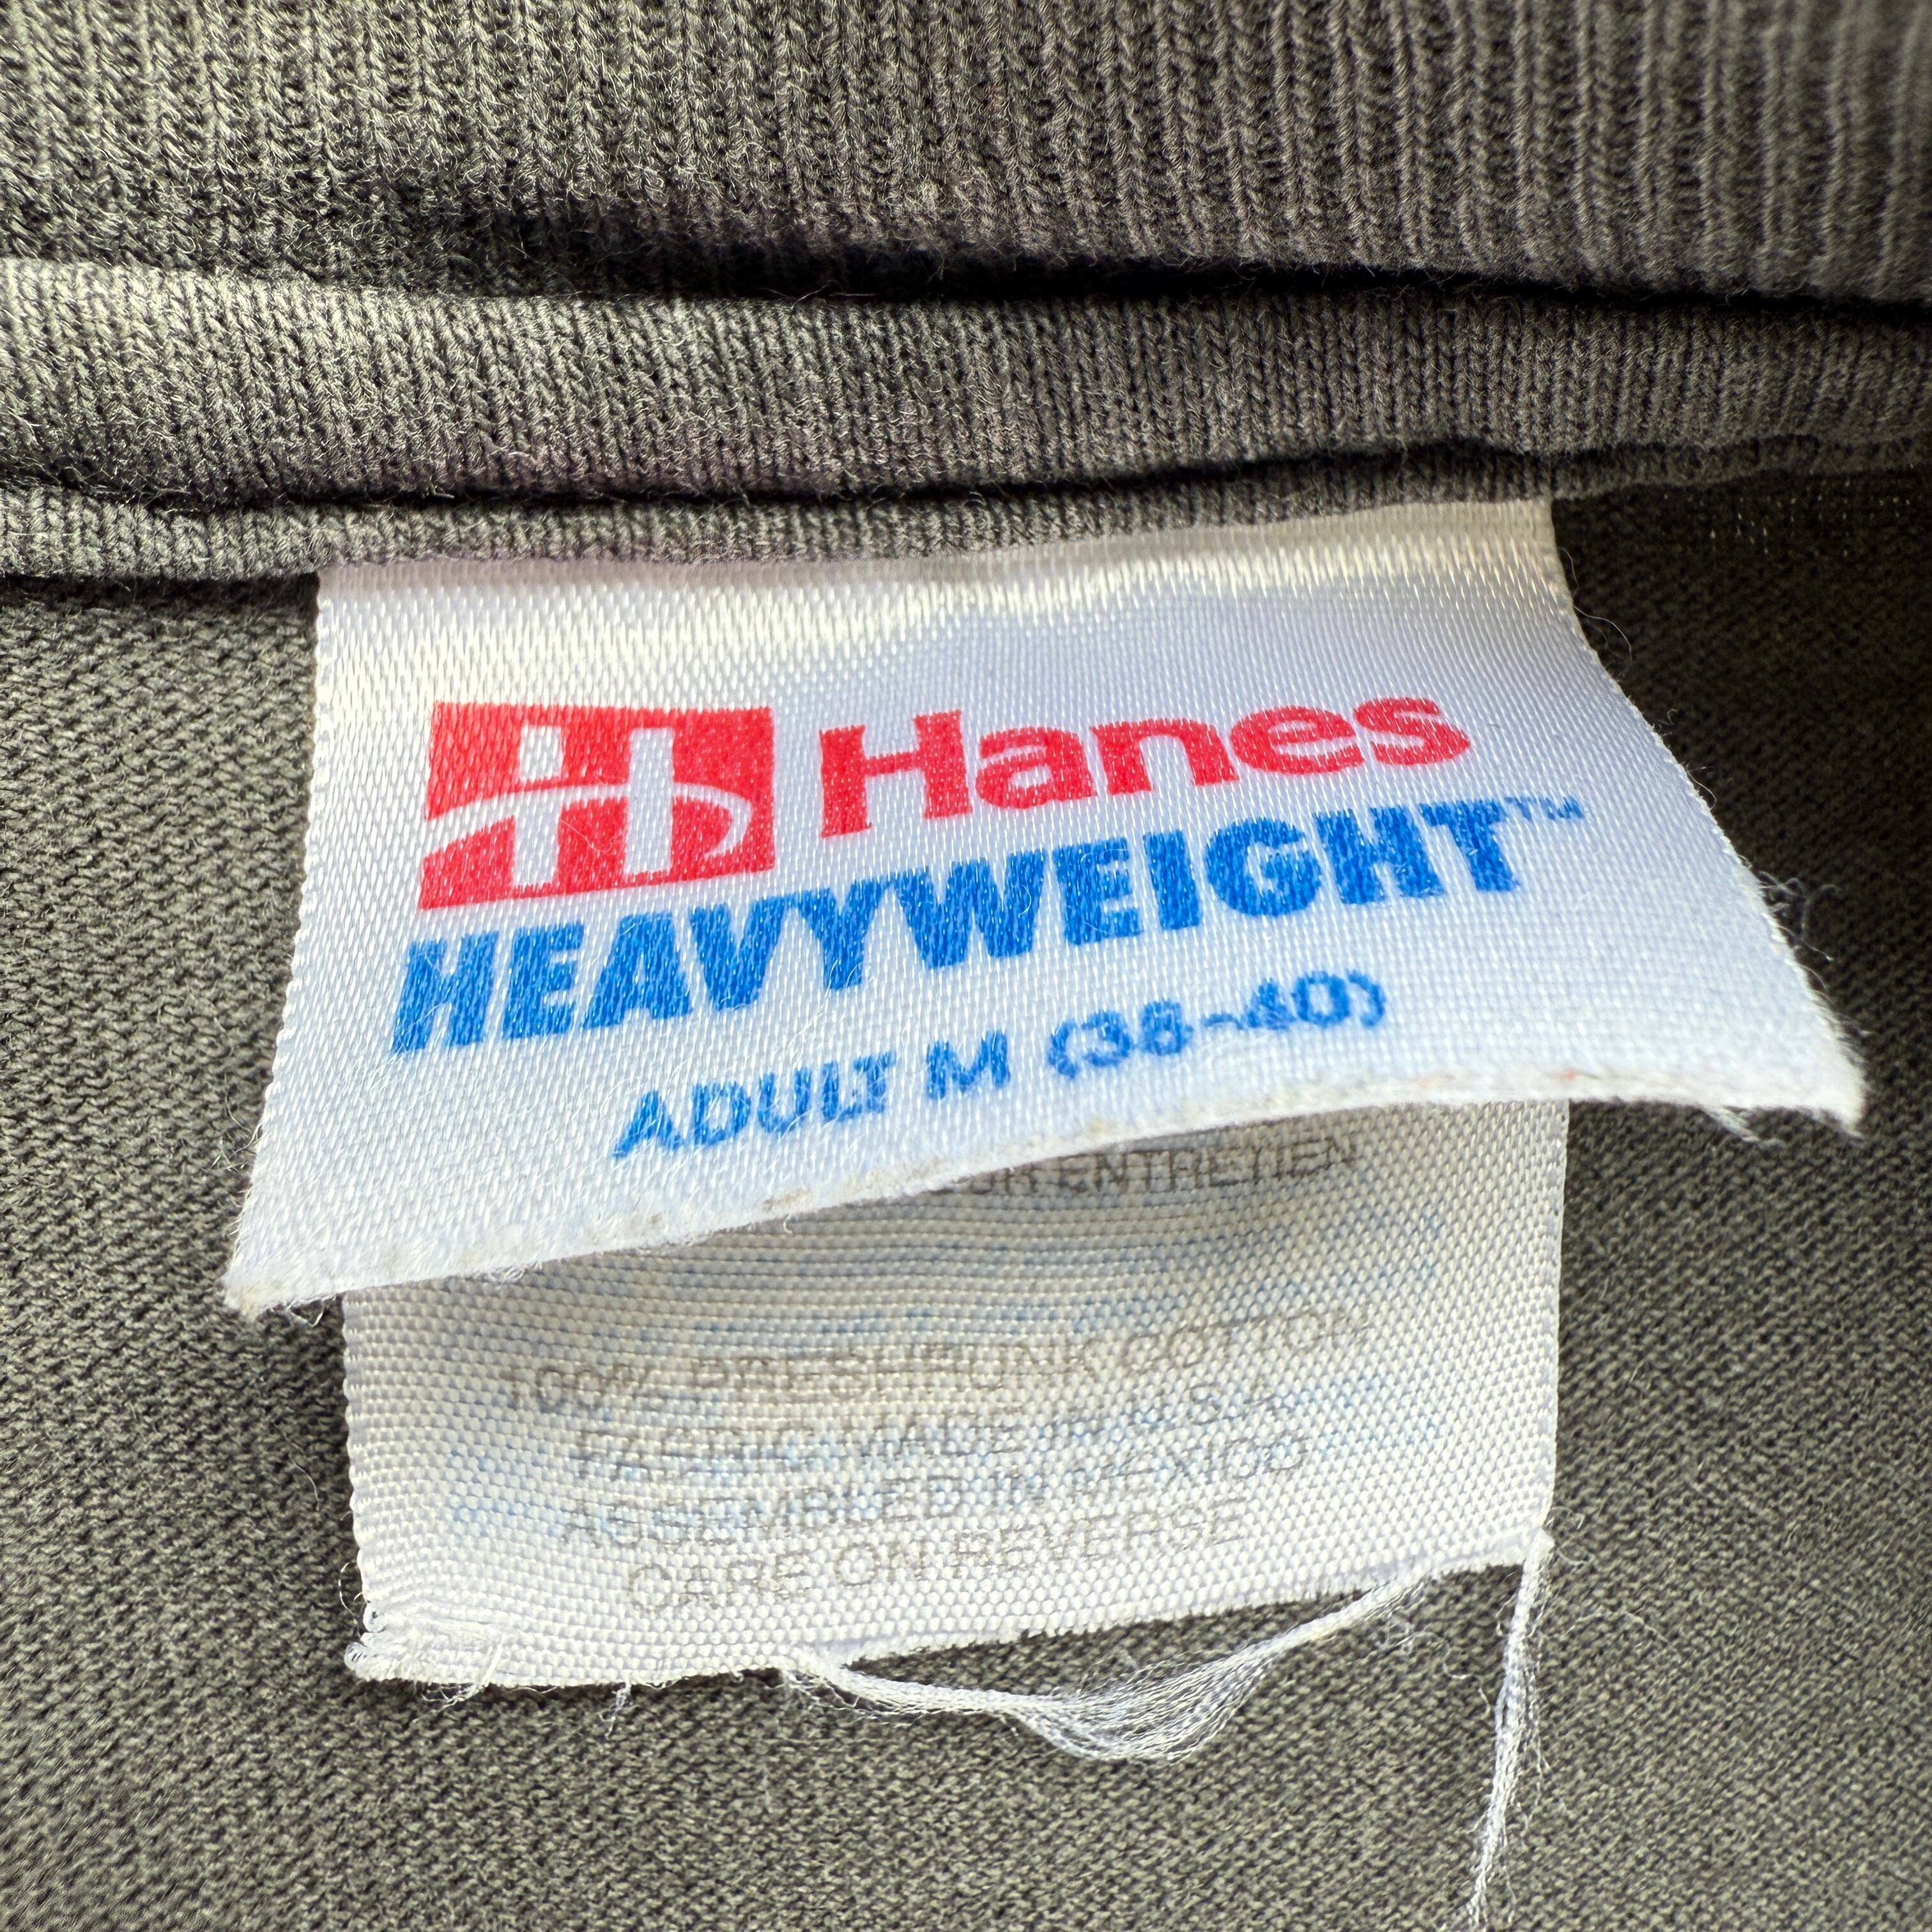 Hanes
HEAVYWEIGHT™
ADULT M (38-40)
100% PRESHRUNK COTTON
FABRIC MADE IN U.S.A.
ASSEMBLED IN MEXICO
CARE ON REVERSE